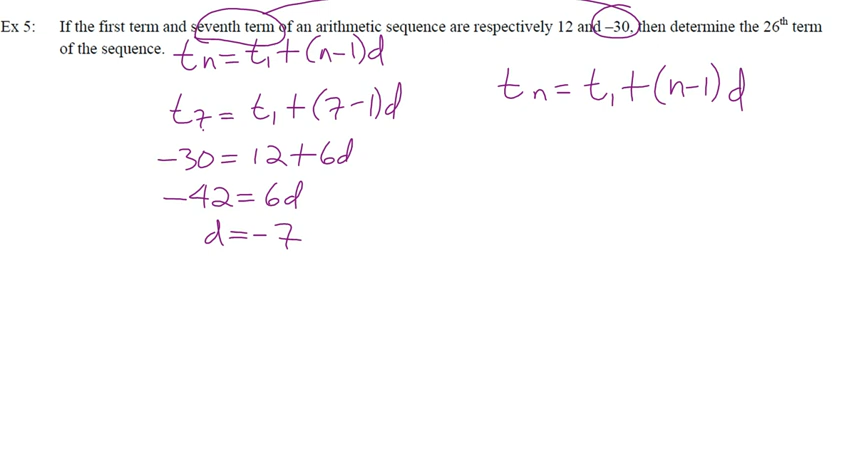 Ex 5: If the first term and seventh term of an arithmetic sequence are respectively 12 and –30, then determine the 26th term
of the sequence.
tn = t1 + (n-1)d
t7 = t1 + (7-1)d
-30 = 12 + 6d
-42 = 6d
d = -7
tn = t1 + (n-1)d